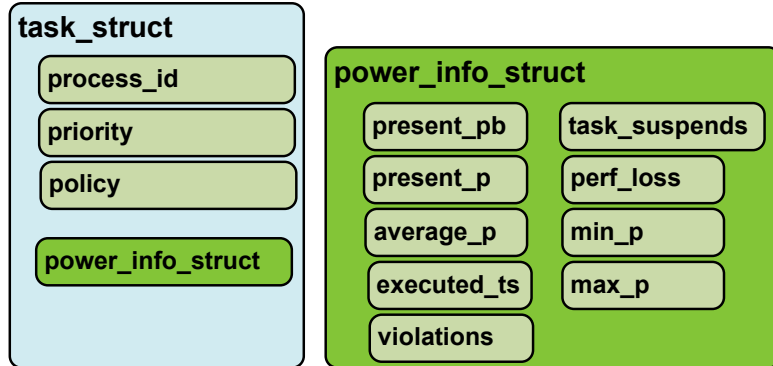 task_struct
process_id
priority
policy
power_info_struct
power_info_struct
present_pb
present_p
average_p
executed_ts
violations
task_suspends
perf_loss
min_p
max_p